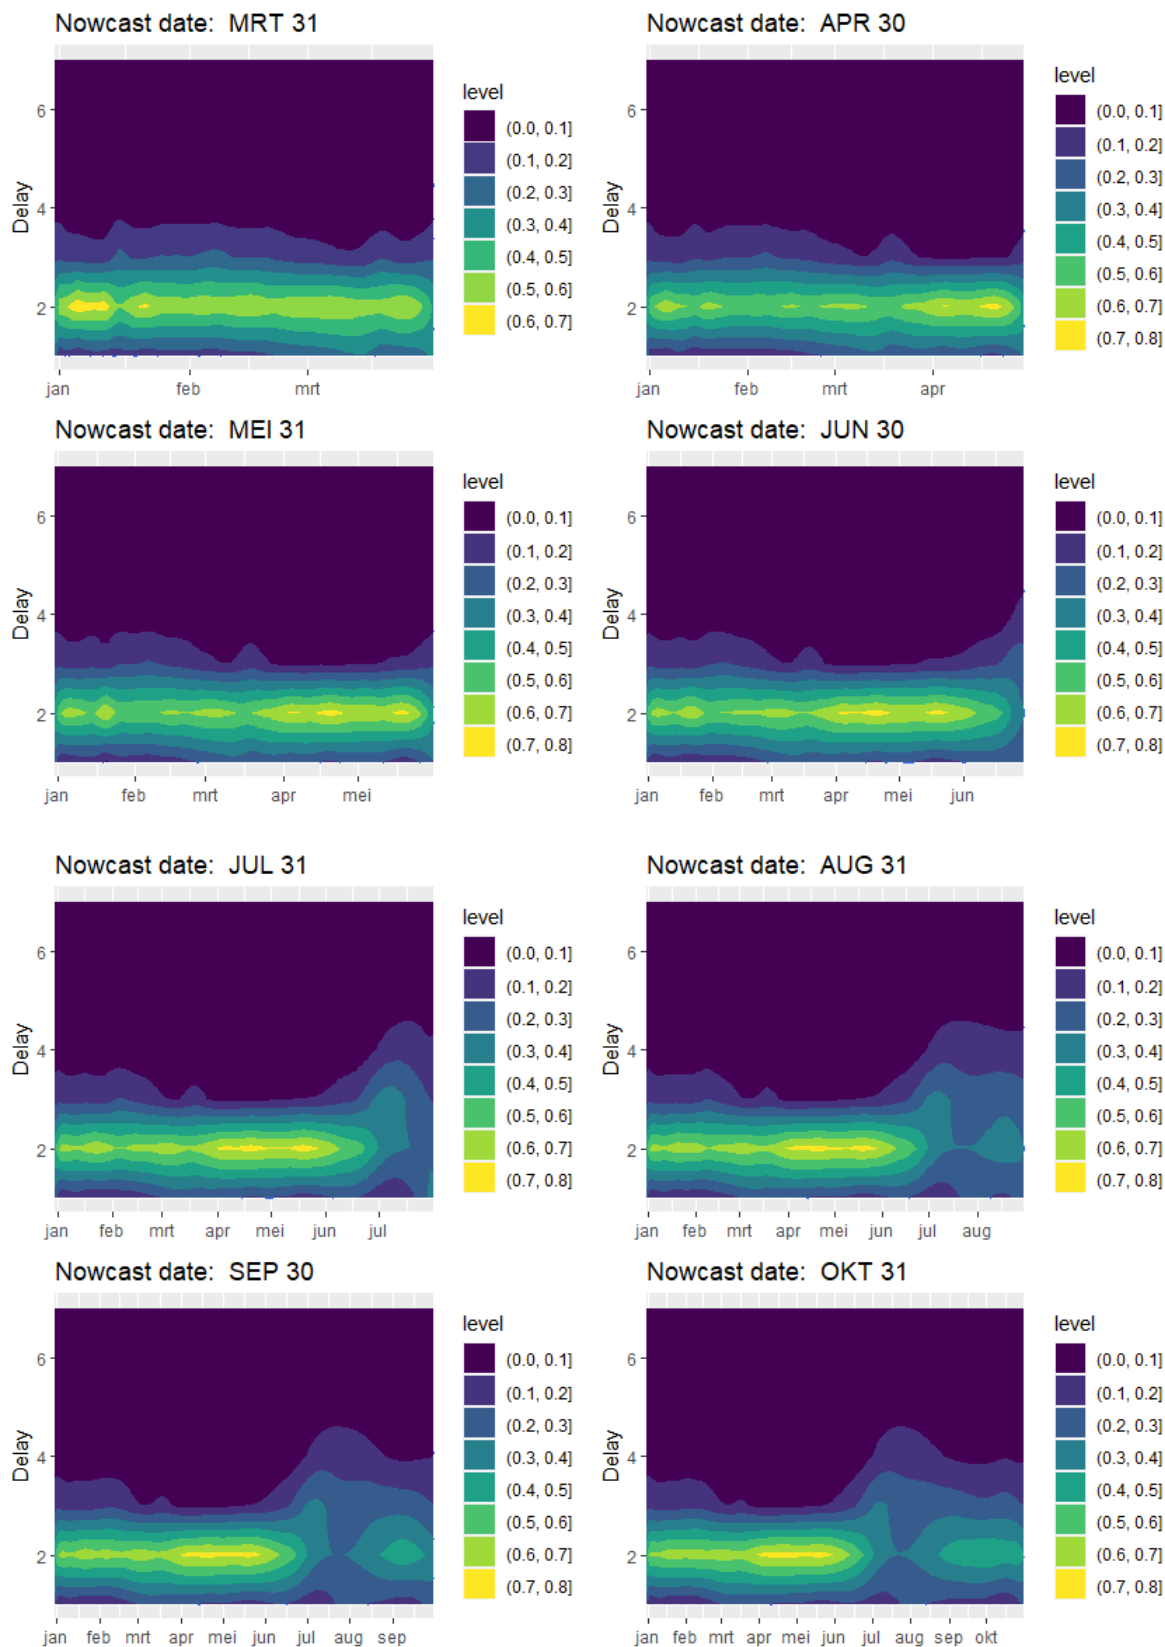 Nowcast date: MRT 31
Delay
6
4
2
jan feb mrt
level
(0.0, 0.1]
(0.1, 0.2]
(0.2, 0.3]
(0.3, 0.4]
(0.4, 0.5]
(0.5, 0.6]
(0.6, 0.7]
Nowcast date: APR 30
Delay
6
4
2
jan feb mrt apr
level
(0.0, 0.1]
(0.1, 0.2]
(0.2, 0.3]
(0.3, 0.4]
(0.4, 0.5]
(0.5, 0.6]
(0.6, 0.7]
(0.7, 0.8]
Nowcast date: MEI 31
Delay
6
4
2
jan feb mrt apr mei
level
(0.0, 0.1]
(0.1, 0.2]
(0.2, 0.3]
(0.3, 0.4]
(0.4, 0.5]
(0.5, 0.6]
(0.6, 0.7]
(0.7, 0.8]
Nowcast date: JUN 30
Delay
6
4
2
jan feb mrt apr mei jun
level
(0.0, 0.1]
(0.1, 0.2]
(0.2, 0.3]
(0.3, 0.4]
(0.4, 0.5]
(0.5, 0.6]
(0.6, 0.7]
(0.7, 0.8]
Nowcast date: JUL 31
Delay
6
4
2
jan feb mrt apr mei jun jul
level
(0.0, 0.1]
(0.1, 0.2]
(0.2, 0.3]
(0.3, 0.4]
(0.4, 0.5]
(0.5, 0.6]
(0.6, 0.7]
(0.7, 0.8]
Nowcast date: AUG 31
Delay
6
4
2
jan feb mrt apr mei jun jul aug
level
(0.0, 0.1]
(0.1, 0.2]
(0.2, 0.3]
(0.3, 0.4]
(0.4, 0.5]
(0.5, 0.6]
(0.6, 0.7]
(0.7, 0.8]
Nowcast date: SEP 30
Delay
6
4
2
jan feb mrt apr mei jun jul aug sep
level
(0.0, 0.1]
(0.1, 0.2]
(0.2, 0.3]
(0.3, 0.4]
(0.4, 0.5]
(0.5, 0.6]
(0.6, 0.7]
(0.7, 0.8]
Nowcast date: OKT 31
Delay
6
4
2
jan feb mrt apr mei jun jul aug sep okt
level
(0.0, 0.1]
(0.1, 0.2]
(0.2, 0.3]
(0.3, 0.4]
(0.4, 0.5]
(0.5, 0.6]
(0.6, 0.7]
(0.7, 0.8]